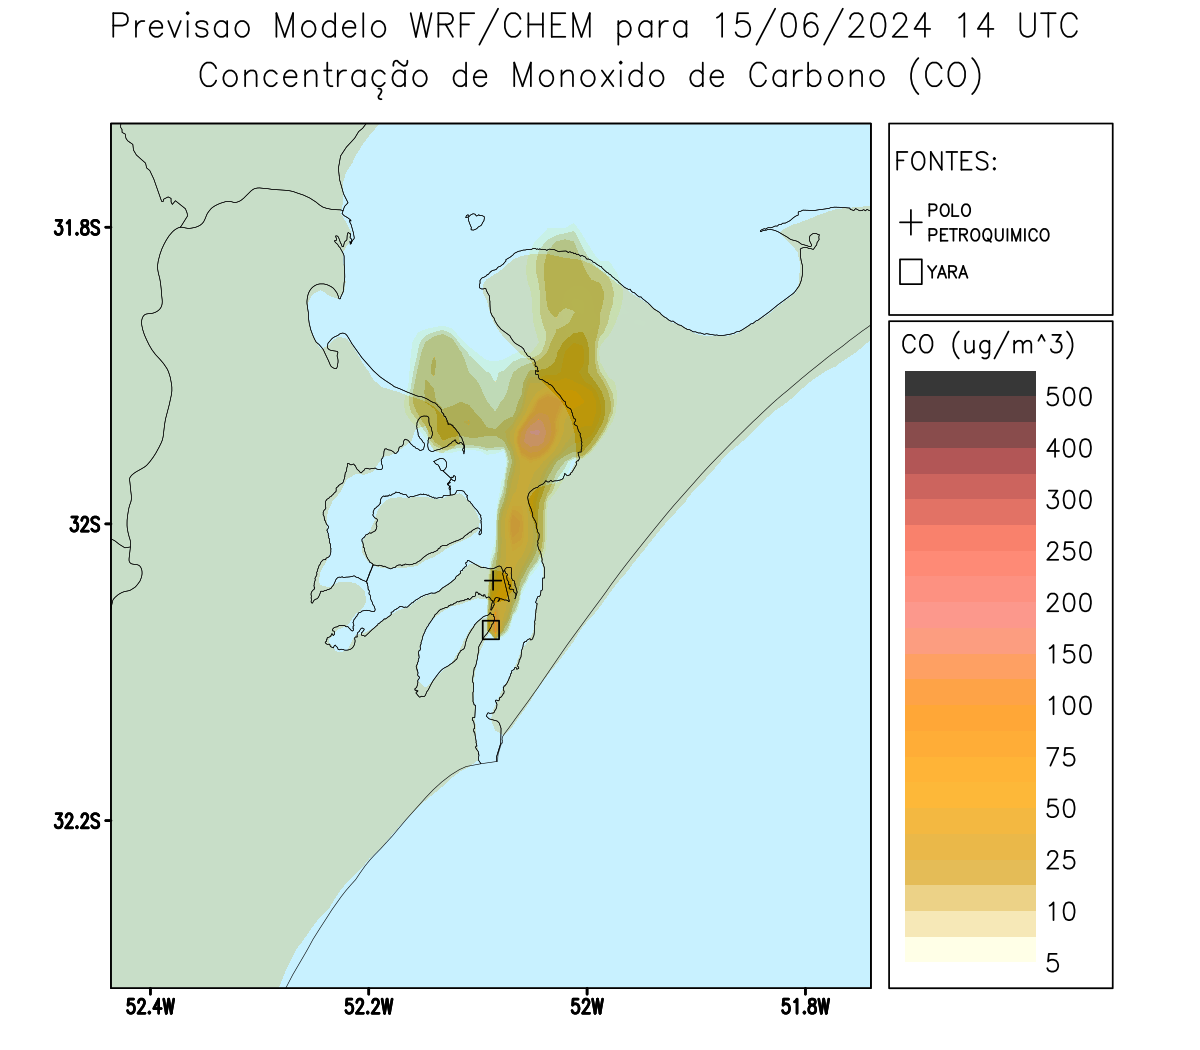 Previsao Modelo WRF/CHEM para 15/06/2024 14 UTC
Concentração de Monoxido de Carbono (CO)
FONTES:
POLO
PETROQUIMICO
YARA
CO (ug/m^3)
500
400
300
250
200
150
100
75
50
25
10
5
31.8S
32S
32.2S
52.4W
52.2W
52W
51.8W